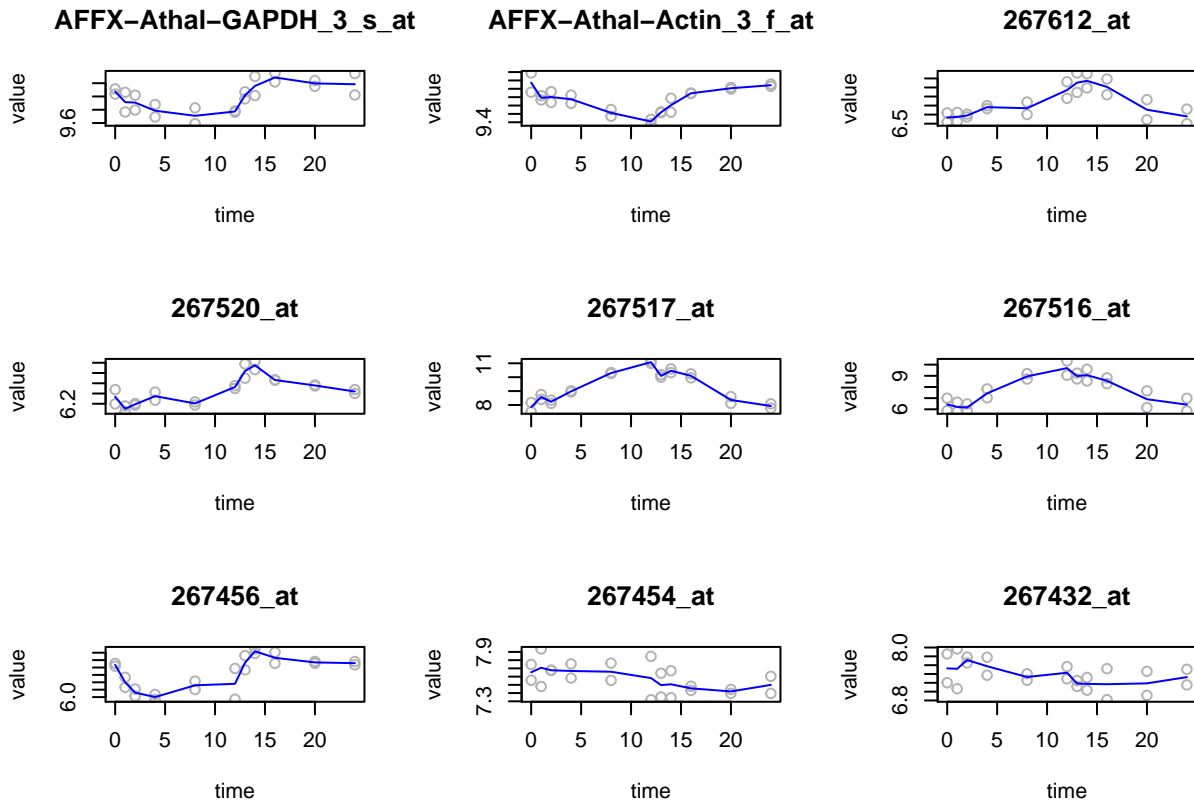 AFFX−Athal−GAPDH_3_s_at
value
9.6
0 5 10 15 20
time
AFFX−Athal−Actin_3_f_at
value
9.4
0 5 10 15 20
time
267612_at
value
6.5
0 5 10 15 20
time
267520_at
value
6.2
0 5 10 15 20
time
267517_at
value
11
8
0 5 10 15 20
time
267516_at
value
9
6
0 5 10 15 20
time
267456_at
value
6.0
0 5 10 15 20
time
267454_at
value
7.9
7.3
0 5 10 15 20
time
267432_at
value
8.0
6.8
0 5 10 15 20
time